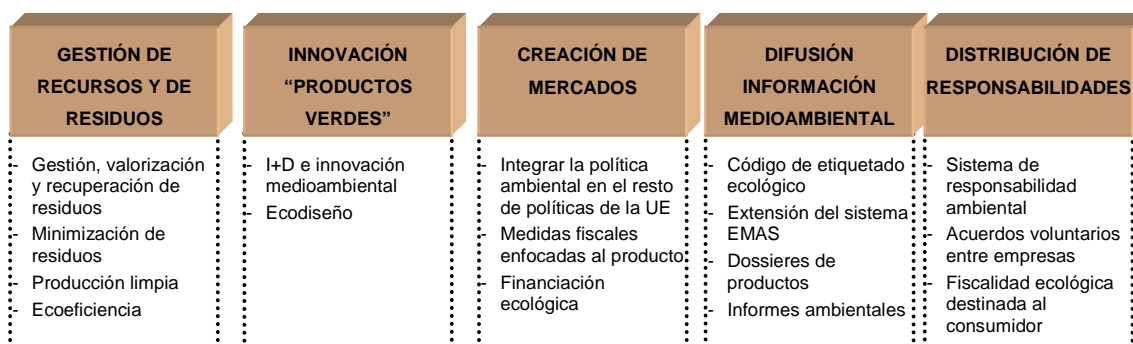 GESTIÓN DE
RECURSOS Y DE
RESIDUOS
- Gestión, valorización
y recuperación de
residuos
- Minimización de
residuos
- Producción limpia
- Ecoeficiencia
INNOVACIÓN
“PRODUCTOS
VERDES”
- I+D e innovación
medioambiental
- Ecodiseño
CREACIÓN DE
MERCADOS
- Integrar la política
ambiental en el resto
de políticas de la UE
- Medidas fiscales
enfocadas al producto
- Financiación
ecológica
DIFUSIÓN
INFORMACIÓN
MEDIOAMBIENTAL
- Código de etiquetado
ecológico
- Extensión del sistema
EMAS
- Dossieres de
productos
- Informes ambientales
DISTRIBUCIÓN DE
RESPONSABILIDADES
- Sistema de
responsabilidad
ambiental
- Acuerdos voluntarios
entre empresas
- Fiscalidad ecológica
destinada al
consumidor